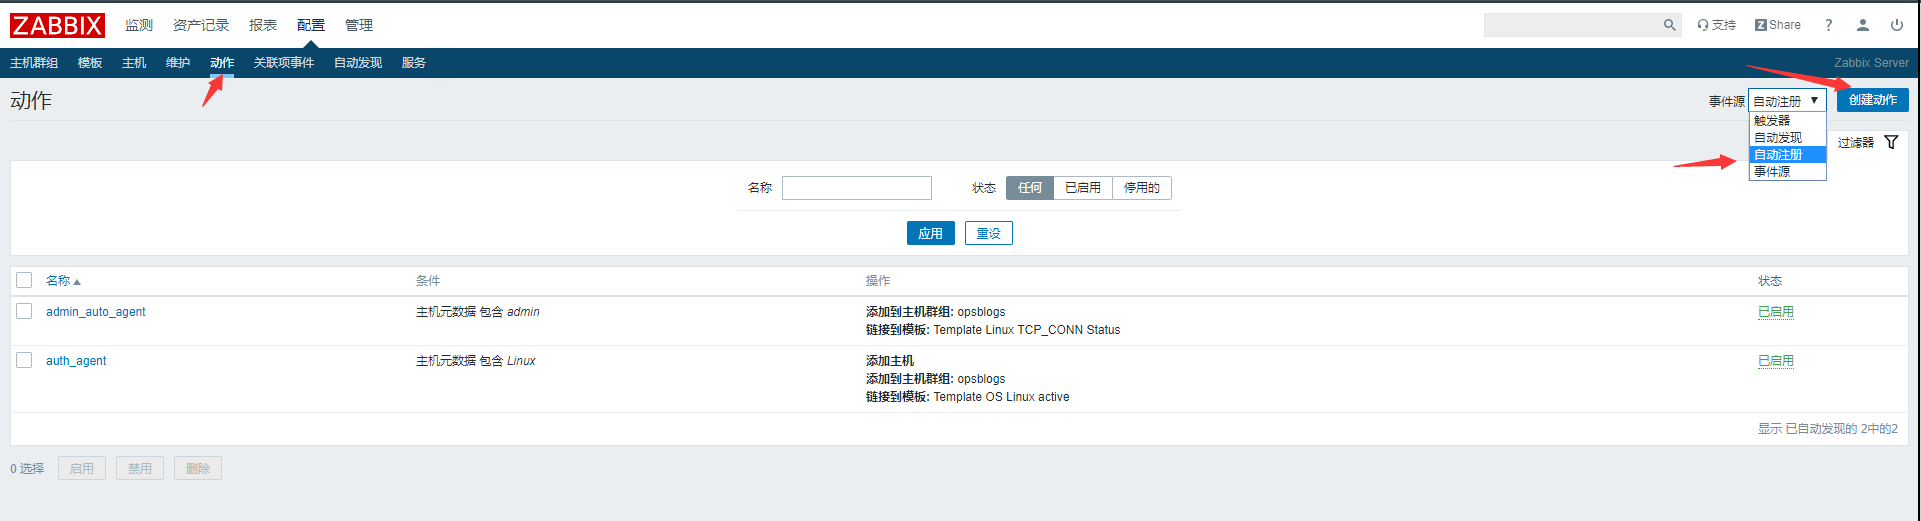 ZABBIX 监测 资产记录 报表 配置 管理 支持 Z Share ?
主机群组 模板 主机 维护 动作 关联项事件 自动发现 服务 Zabbix Server
动作 事件源 自动注册 ▼ 创建动作
触发器
自动发现
自动注册
事件源
过滤器
名称 状态 任何 已启用 停用的
应用 重设
名称 条件 操作 状态
admin_auto_agent 主机元数据 包含 admin 添加到主机群组: opsblogs 已启用
链接到模板: Template Linux TCP_CONN Status
auth_agent 主机元数据 包含 Linux 添加主机 已启用
添加到主机群组: opsblogs
链接到模板: Template OS Linux active
显示 已自动发现的 2中的2
0 选择 启用 禁用 删除